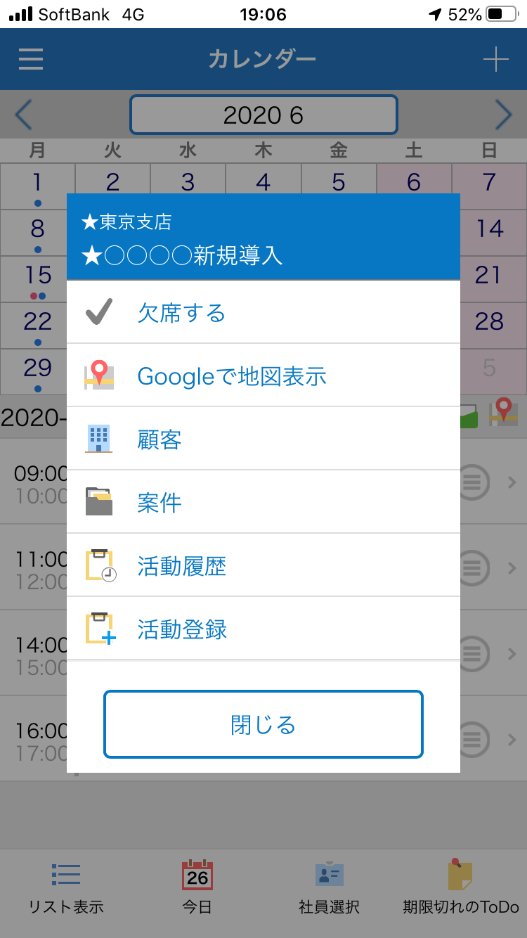 SoftBank 4G 19:06 52%
カレンダー
2020 6
月 火 水 木 金 土 日
1 2 3 4 5 6 7
8 14
15 21
22 28
29 5
★東京支店
★○○○○新規導入
欠席する
Googleで地図表示
顧客
案件
活動履歴
活動登録
閉じる
2020-
09:00
10:00
11:00
12:00
14:00
15:00
16:00
17:00
26
リスト表示 今日 社員選択 期限切れのToDo